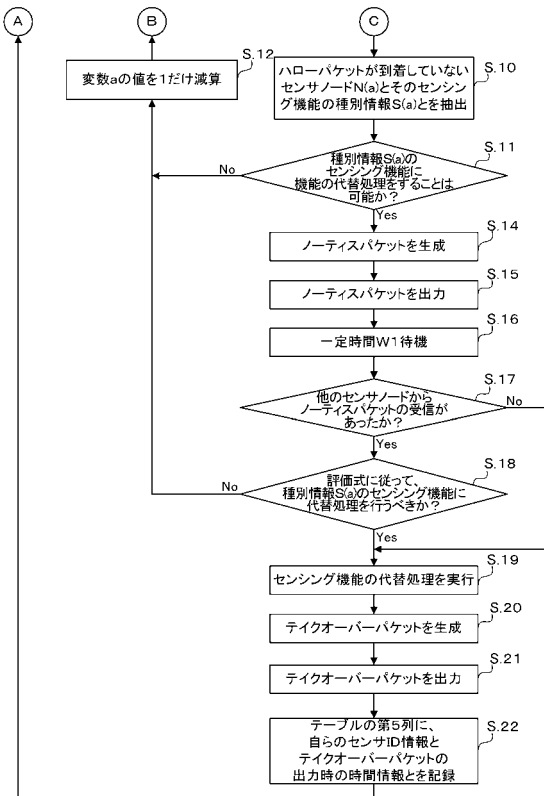 A
B
C
S.12
変数aの値を1だけ減算
S.10
ハローパケットが到着していない
センサノードN(a)とそのセンシン
グ機能の種別情報S(a)とを抽出
S.11
種別情報S(a)の
センシング機能に
機能の代替処理をすることは
可能か？
No
Yes
S.14
ノーティスパケットを生成
S.15
ノーティスパケットを出力
S.16
一定時間W1待機
S.17
他のセンサノードから
ノーティスパケットの受信が
あったか？
No
Yes
S.18
評価式に従って、
種別情報S(a)のセンシング機能に
代替処理を行うべきか？
No
Yes
S.19
センシング機能の代替処理を実行
S.20
テイクオーバーパケットを生成
S.21
テイクオーバーパケットを出力
S.22
テーブルの第5列に、
自らのセンサID情報と
テイクオーバーパケットの
出力時の時間情報とを記録